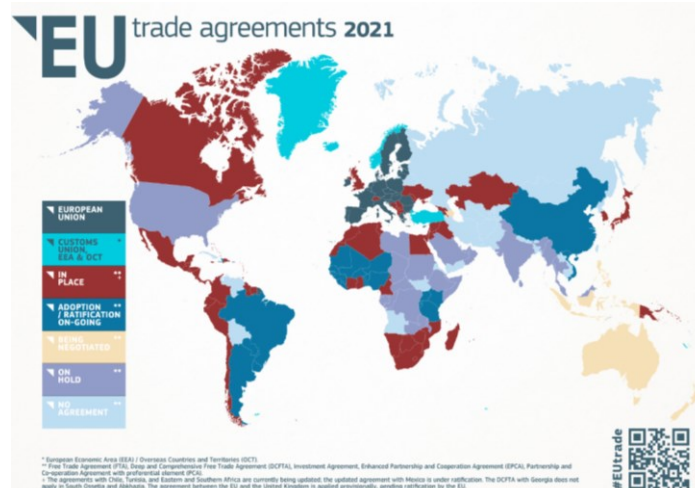 EU trade agreements 2021
EUROPEAN
UNION
CUSTOMS *
UNION,
EEA & OCT
IN **
PLACE +
ADOPTION **
/ RATIFICATION
ON-GOING
BEING **
NEGOTIATED
ON **
HOLD
NO
AGREEMENT
#EUtrade
* European Economic Area (EEA) / Overseas Countries and Territories (OCT).
** Free Trade Agreement (FTA), Deep and Comprehensive Free Trade Agreement (DCFTA), Investment Agreement, Enhanced Partnership and Cooperation Agreement (EPCA), Partnership and
Co-operation Agreement with preferential element (PCA).
+ The agreements with Chile, Tunisia, and Eastern and Southern Africa are currently being updated; the updated agreement with Mexico is under ratification. The DCFTA with Georgia does not
apply in South Ossetia and Abkhazia. The agreement between the EU and the United Kingdom is applied provisionally, pending ratification by the EU.